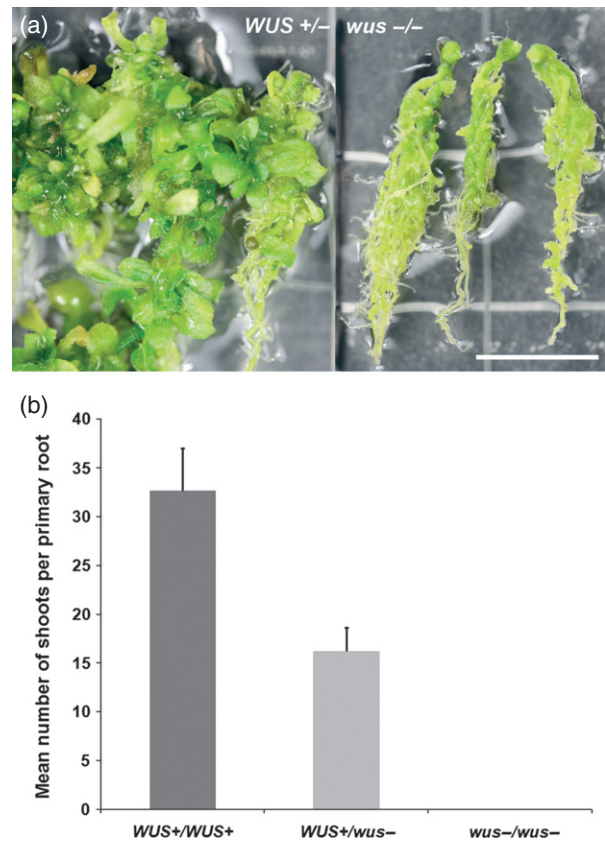 (a)
WUS +/– wus –/–
(b)
Mean number of shoots per primary root
40
35
30
25
20
15
10
5
0
WUS+/WUS+ WUS+/wus– wus–/wus–